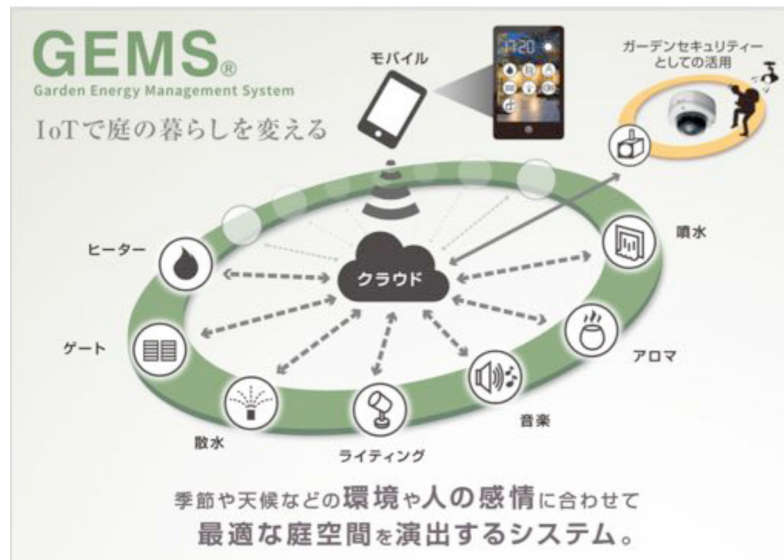 GEMS®
Garden Energy Management System
IoTで庭の暮らしを変える
モバイル
17:20
ガーデンセキュリティー
としての活用
ヒーター
クラウド
噴水
ゲート
アロマ
散水
音楽
ライティング
季節や天候などの環境や人の感情に合わせて
最適な庭空間を演出するシステム。